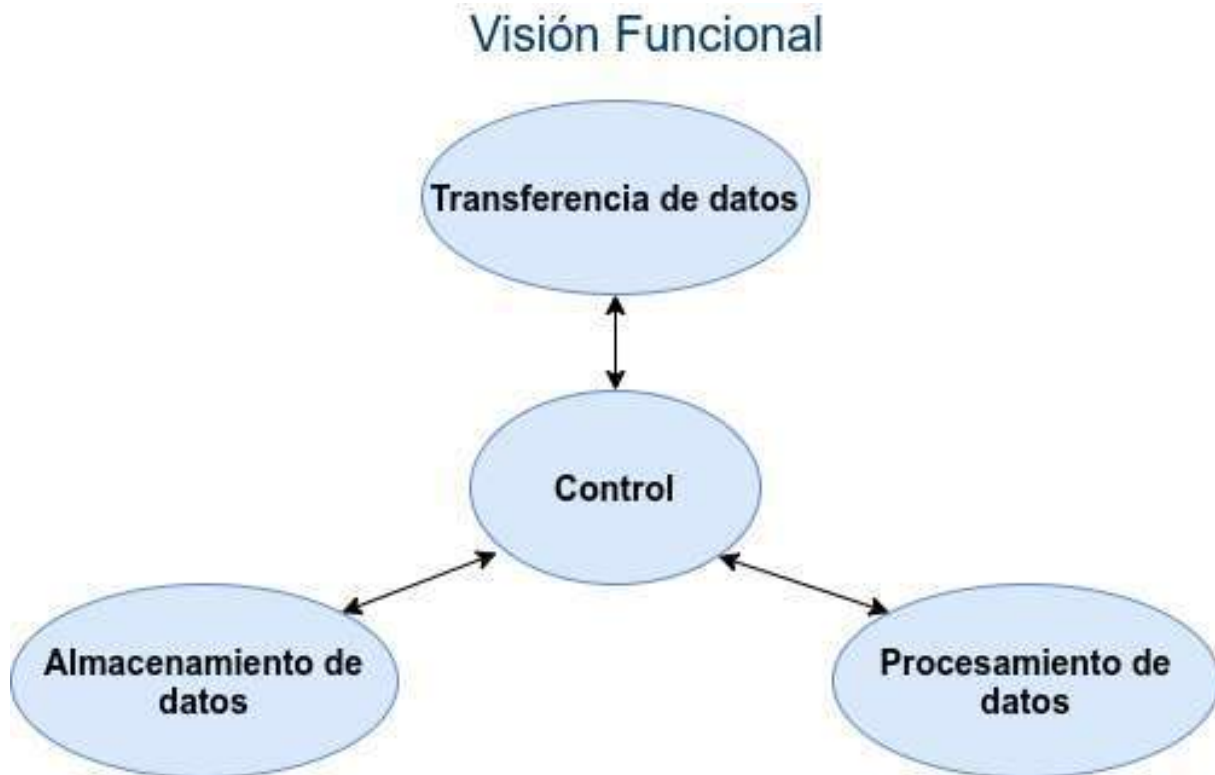 Visión Funcional
Transferencia de datos
Control
Almacenamiento de
datos
Procesamiento de
datos